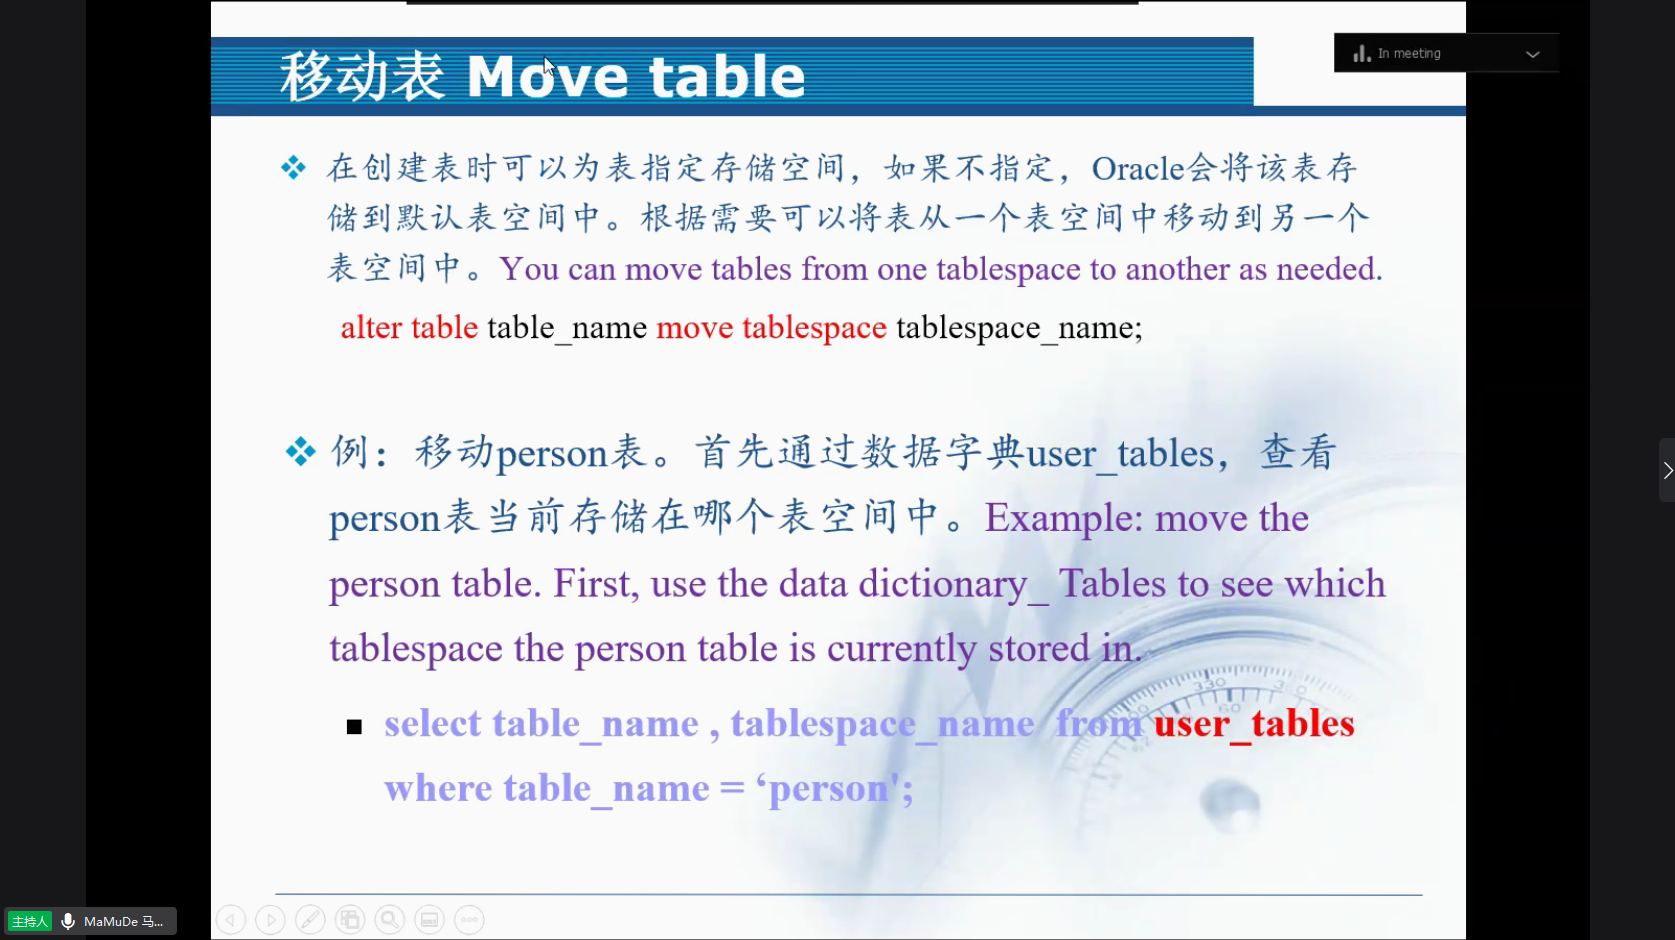 移动表 Move table
In meeting
在创建表时可以为表指定存储空间，如果不指定，Oracle会将该表存
储到默认表空间中。根据需要可以将表从一个表空间中移动到另一个
表空间中。You can move tables from one tablespace to another as needed.
alter table table_name move tablespace tablespace_name;
例：移动person表。首先通过数据字典user_tables，查看
person表当前存储在哪个表空间中。Example: move the
person table. First, use the data dictionary_ Tables to see which
tablespace the person table is currently stored in.
select table_name , tablespace_name from user_tables
where table_name = ‘person';
330
30
60
主持人 MaMuDe 马...